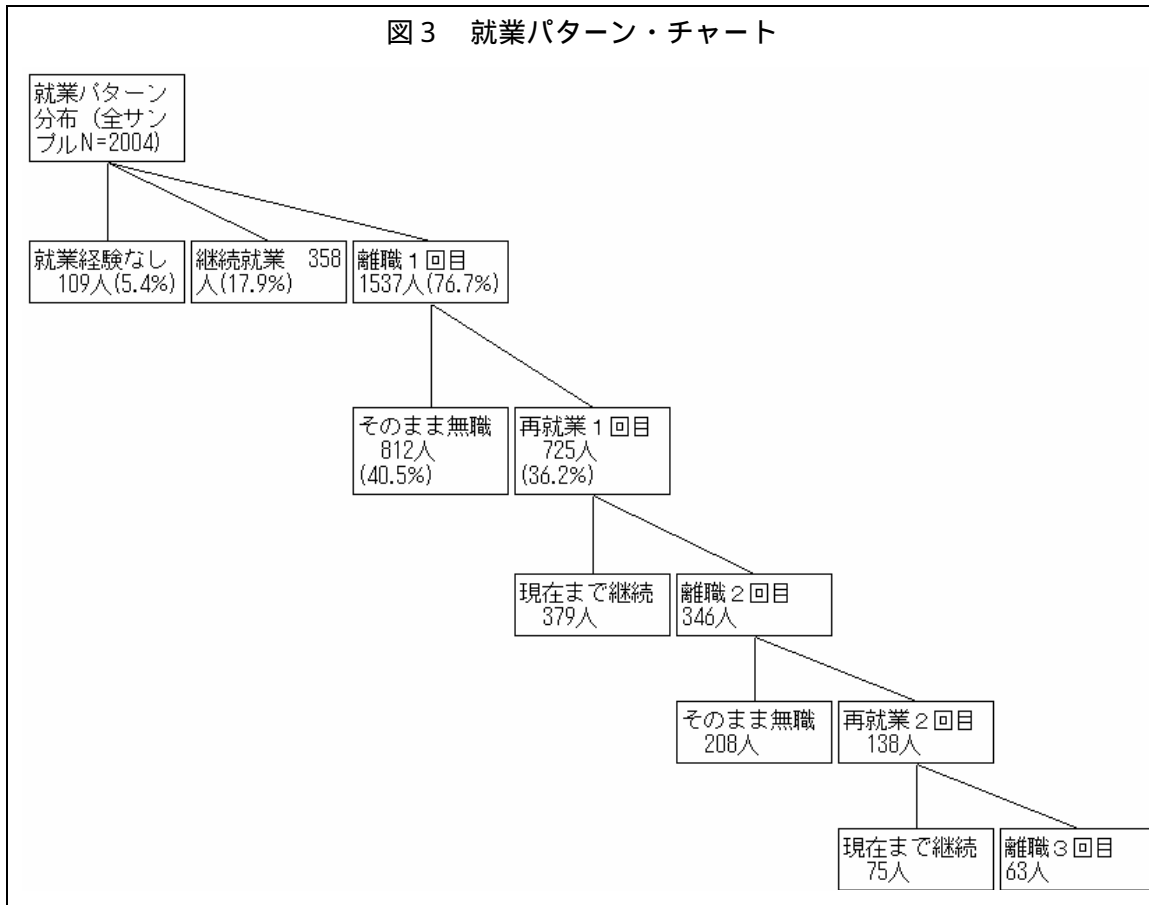 図３　就業パターン・チャート
就業パターン
分布（全サン
プルN=2004)
就業経験なし
109人(5.4%)
継続就業　358
人(17.9%)
離職１回目
1537人(76.7%)
そのまま無職
812人
(40.5%)
再就業１回目
725人
(36.2%)
現在まで継続
379人
離職２回目
346人
そのまま無職
208人
再就業２回目
138人
現在まで継続
75人
離職３回目
63人